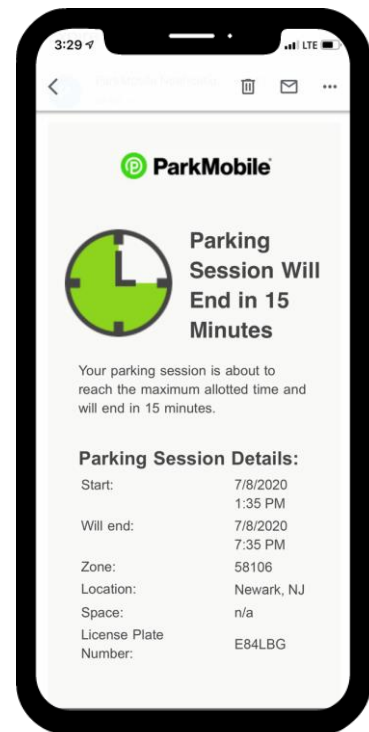 3:29 LTE
ParkMobile
Parking
Session Will
End in 15
Minutes
Your parking session is about to
reach the maximum allotted time and
will end in 15 minutes.
Parking Session Details:
Start: 7/8/2020
1:35 PM
Will end: 7/8/2020
7:35 PM
Zone: 58106
Location: Newark, NJ
Space: n/a
License Plate
Number: E84LBG